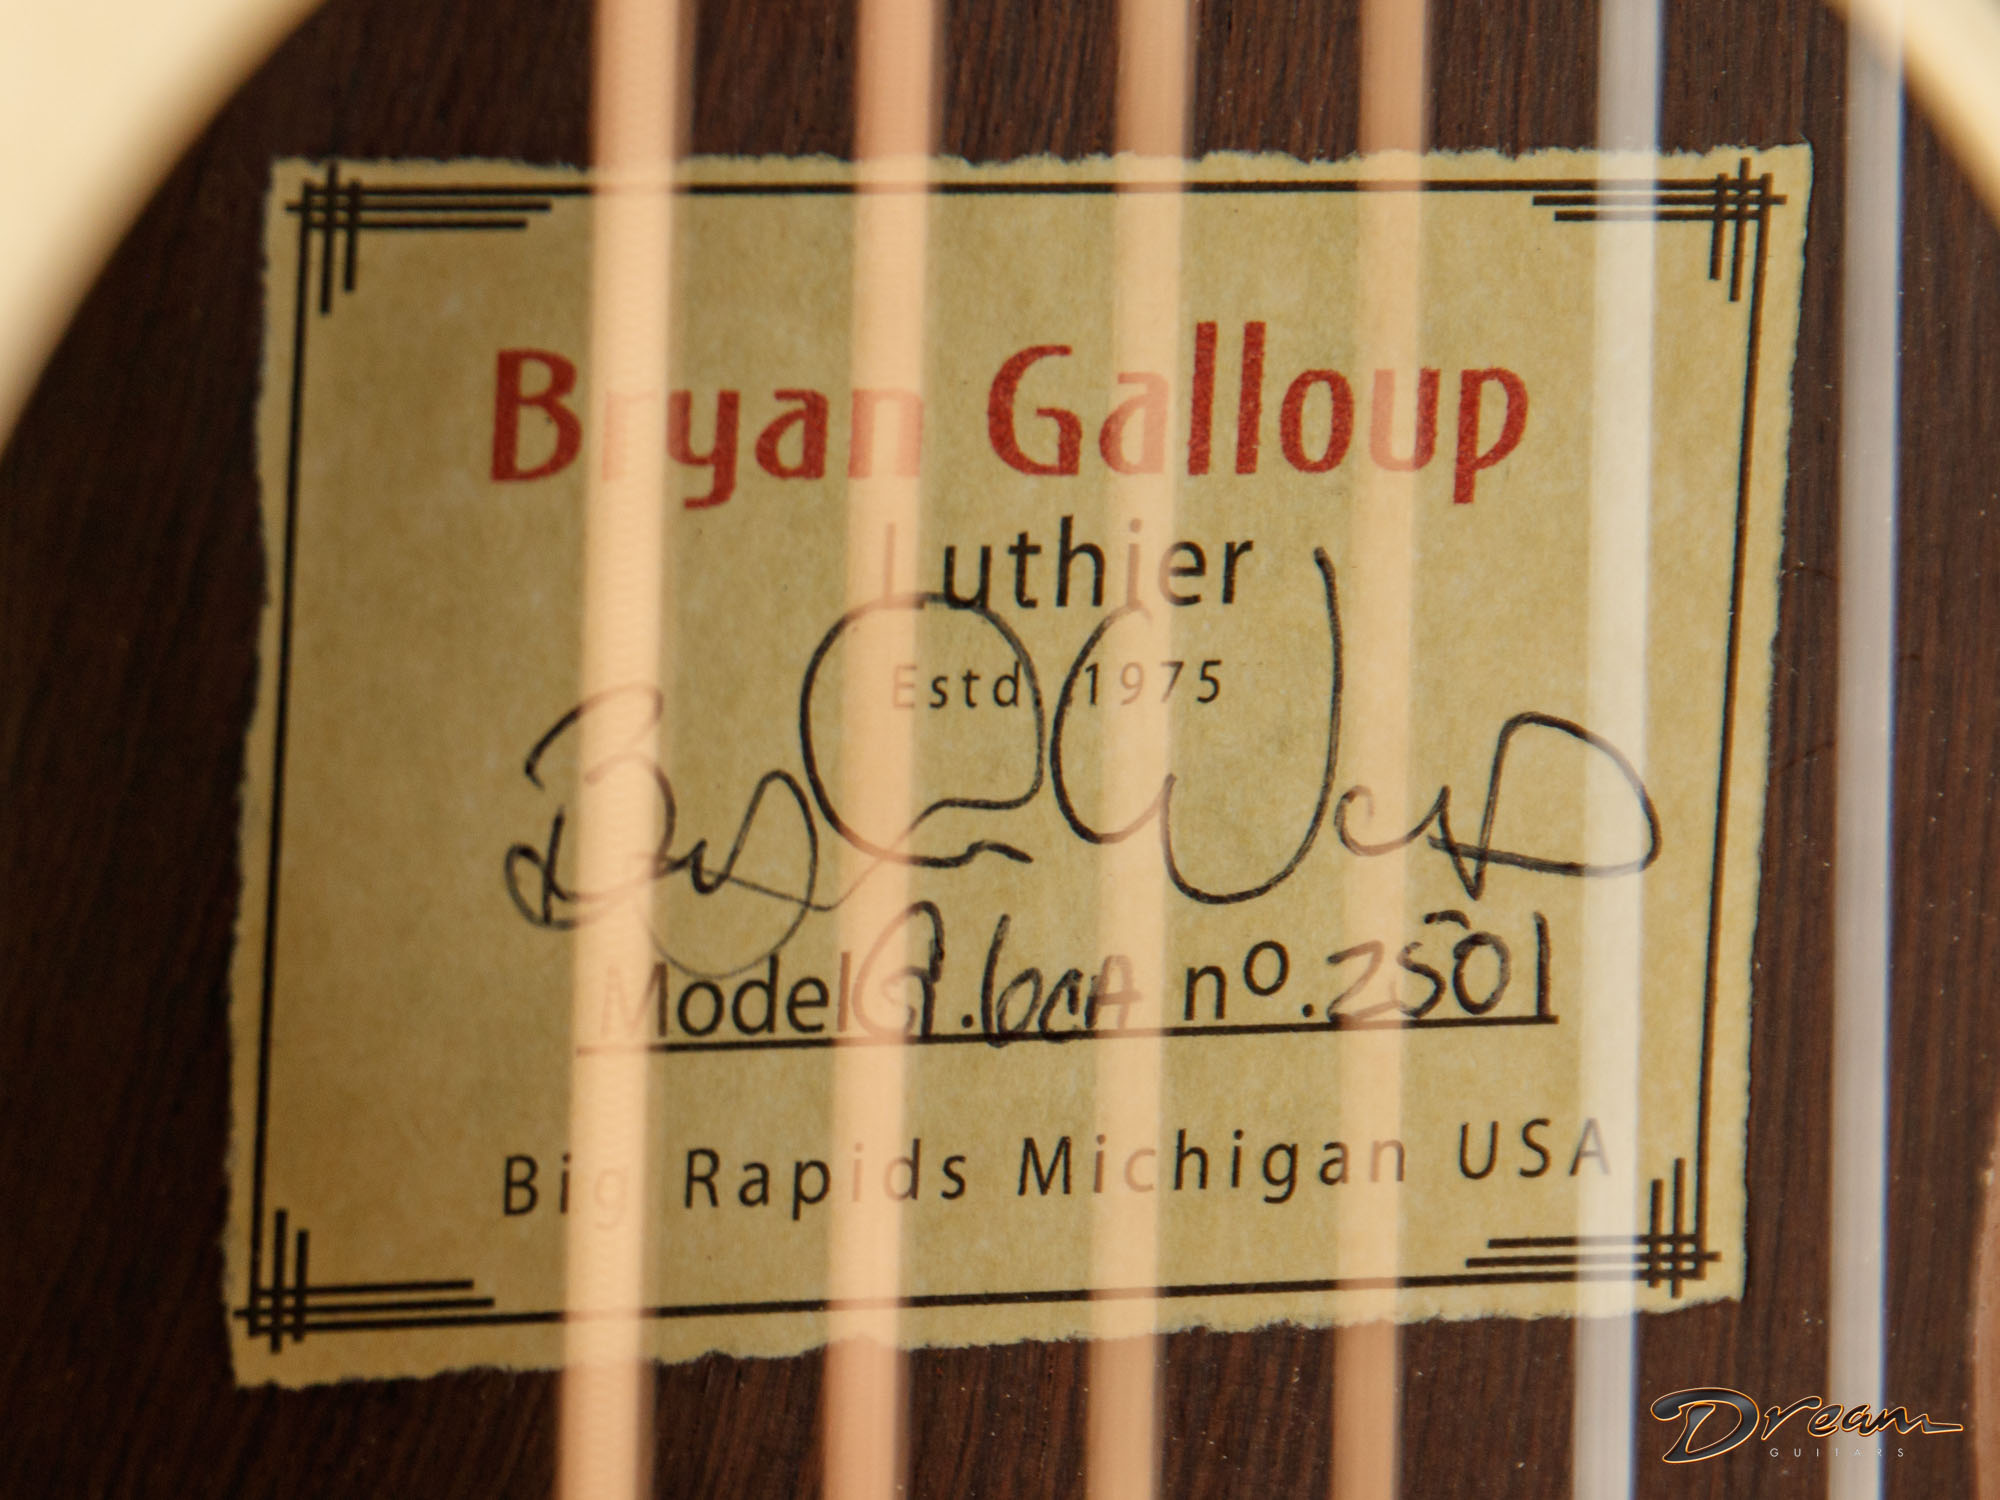 Bryan Galloup
Luthier
Estd. 1975
Model no. 2501
Big Rapids Michigan USA
Dream
GUITARS